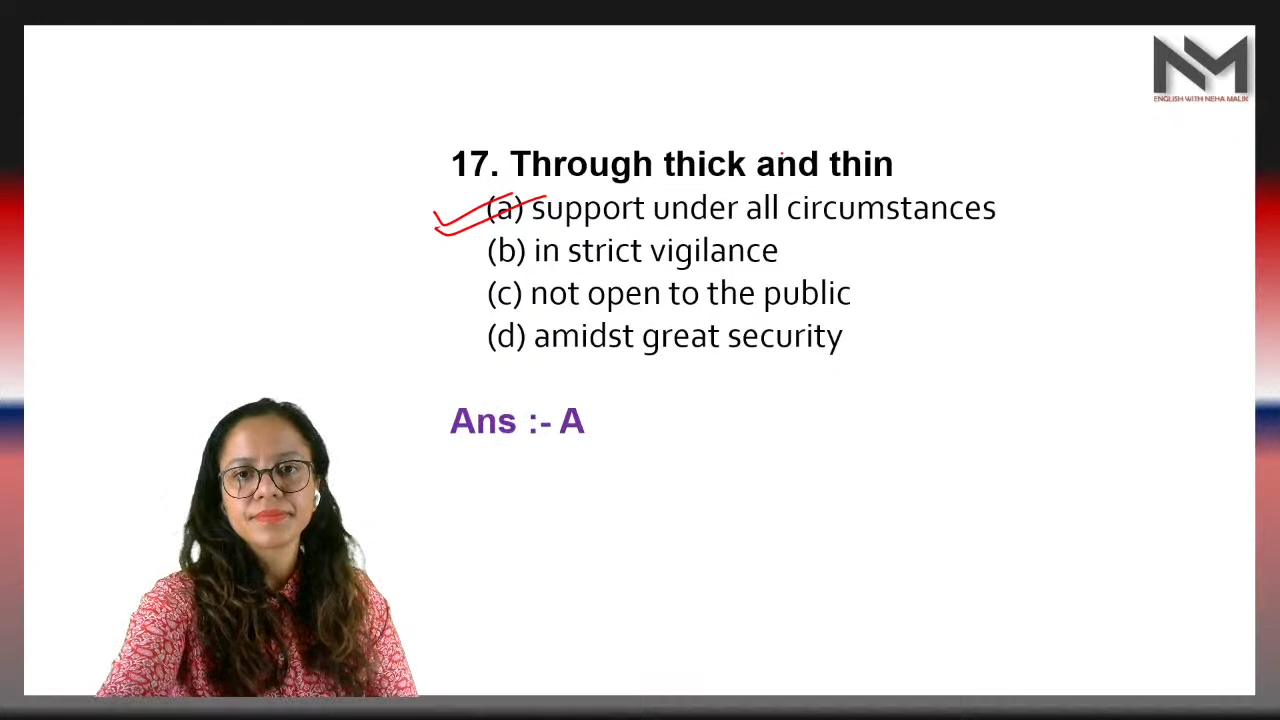 NM
ENGLISH WITH NEHA MALIK
17. Through thick and thin
(a) support under all circumstances
(b) in strict vigilance
(c) not open to the public
(d) amidst great security
Ans :- A